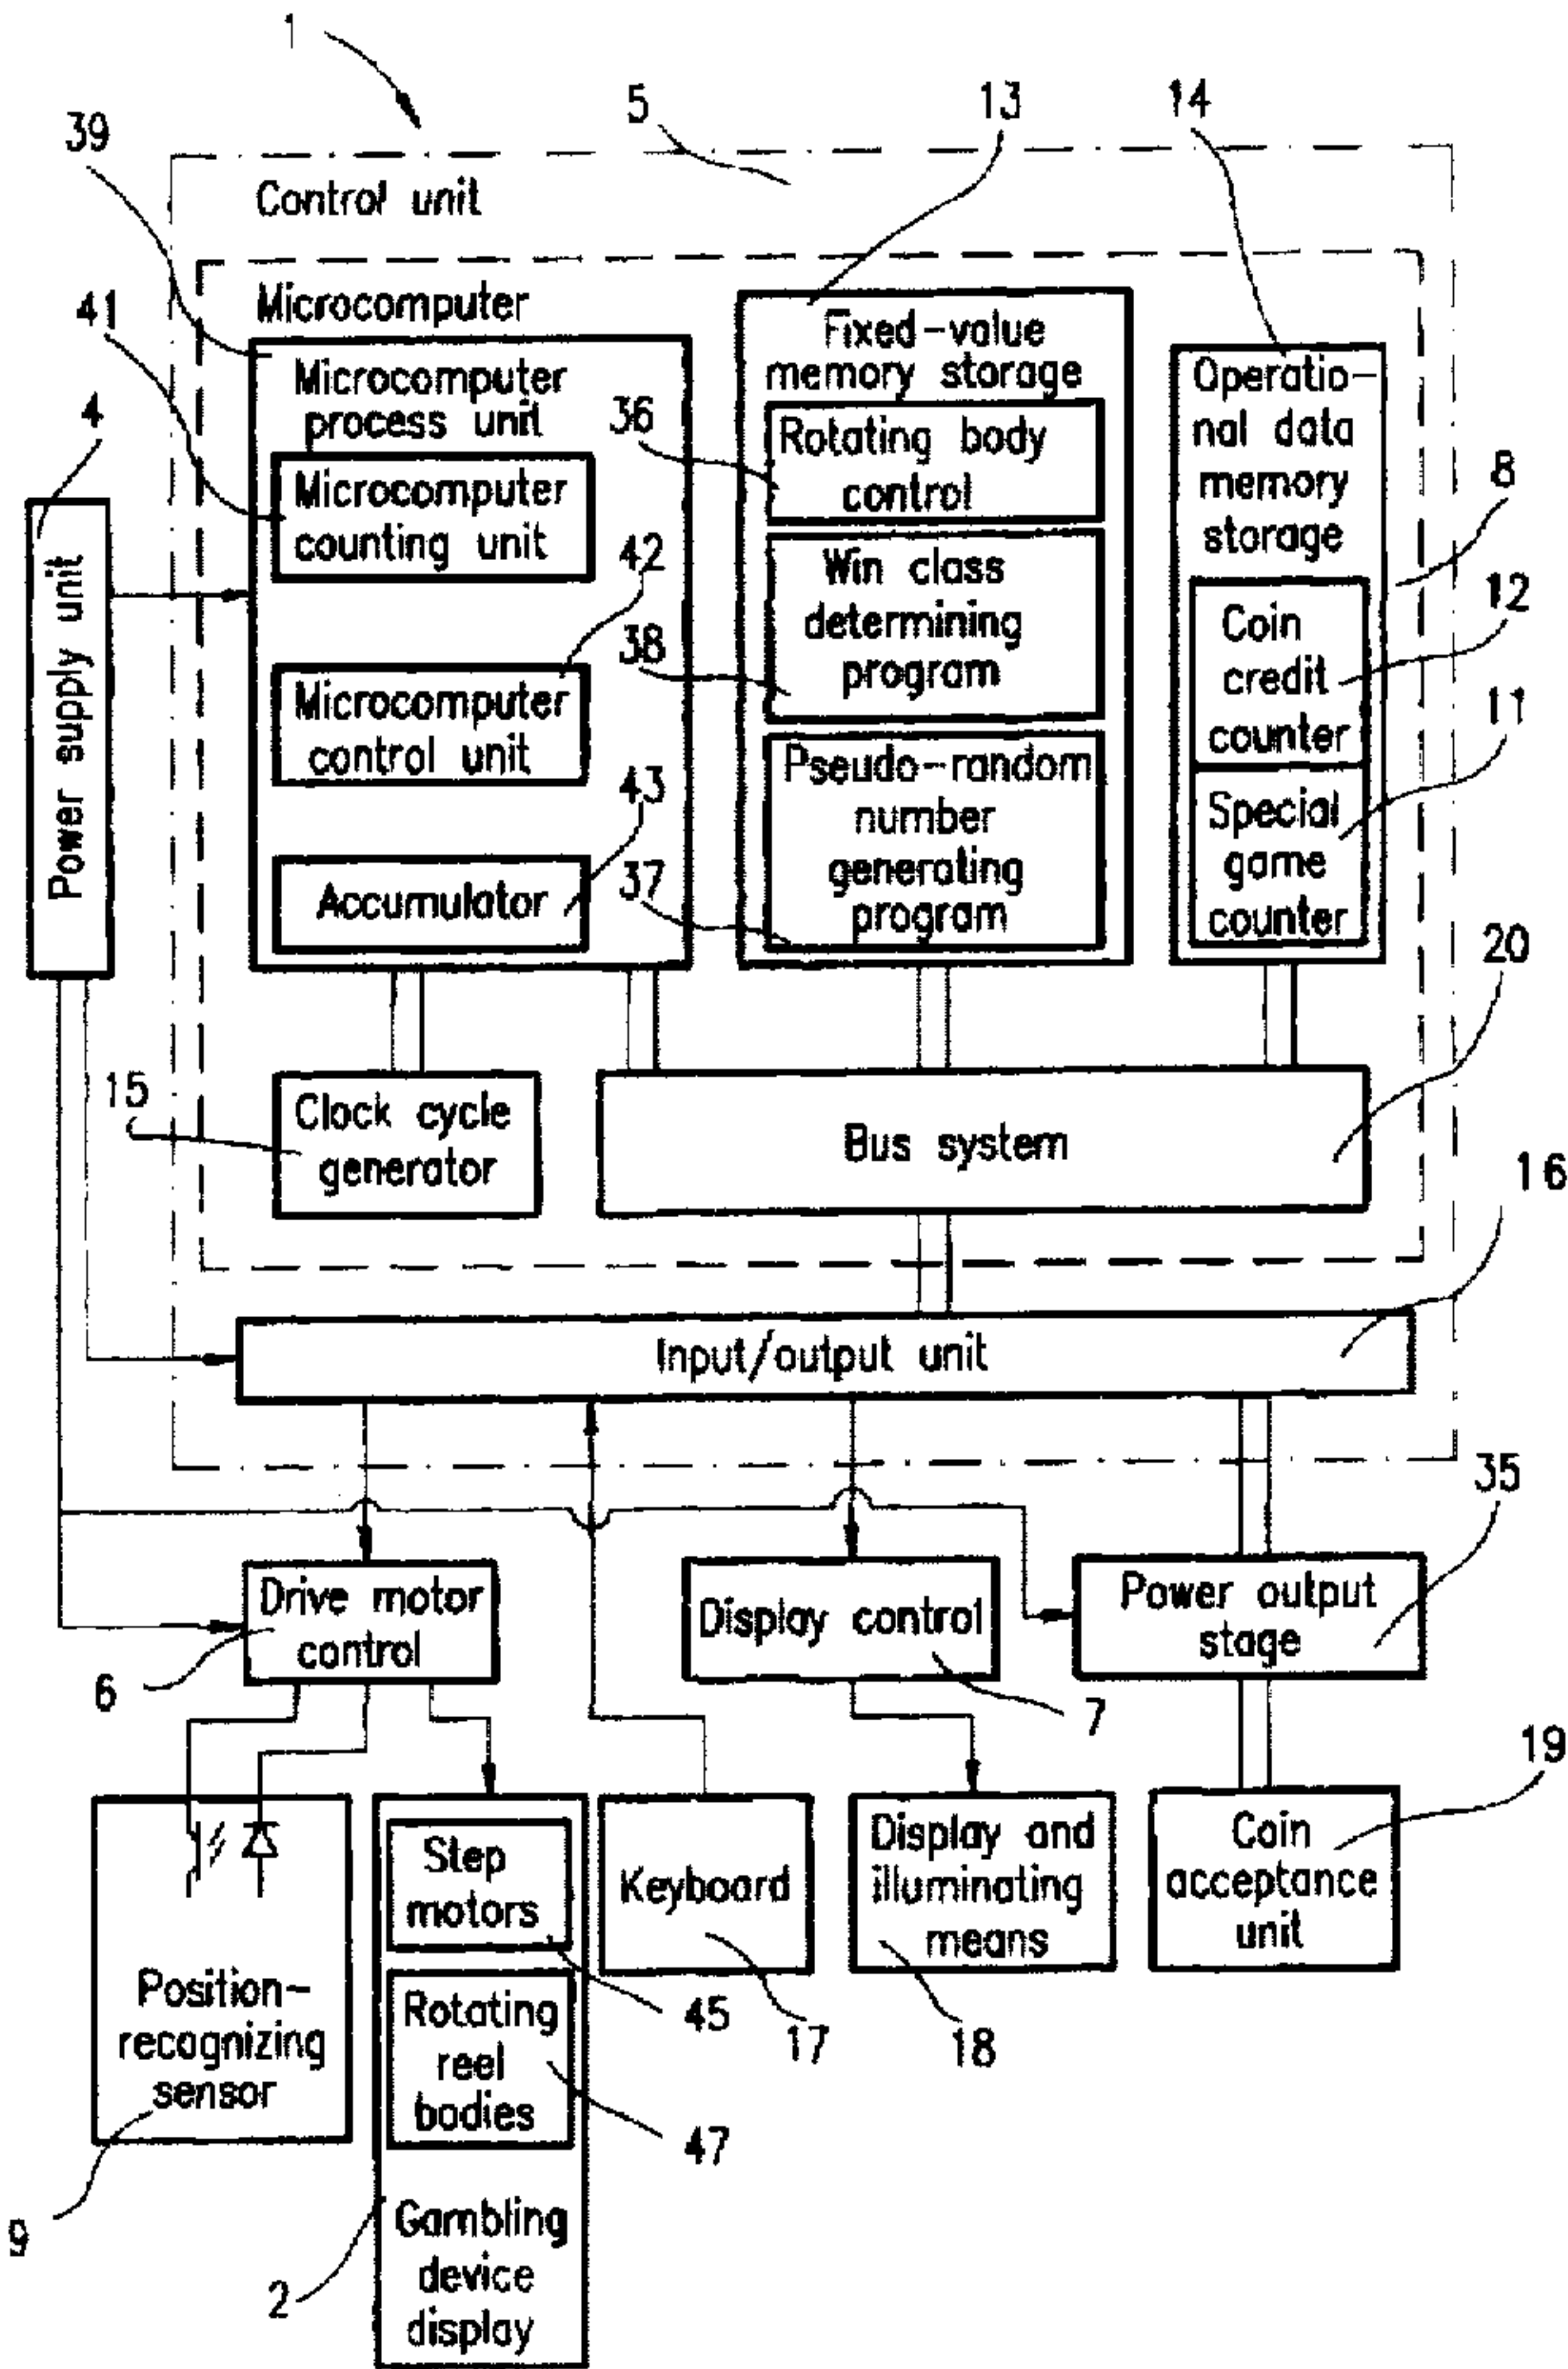 1
5
13
14
39
Control unit
Microcomputer
41
Microcomputer
process unit
Microcomputer
counting unit
42
Microcomputer
control unit
43
Accumulator
4
Power supply unit
Fixed-value
memory storage
36
Rotating body
control
38
Win class
determining
program
37
Pseudo-random
number
generating
program
Operatio-
nal data
memory
storage
8
12
Coin
credit
counter
11
Special
game
counter
20
15
Clock cycle
generator
Bus system
16
Input/output unit
35
Drive motor
control
6
Display control
7
Power output
stage
19
Position-
recognizing
sensor
9
Step
motors
45
Rotating
reel
bodies
47
Gambling
device
display
2
Keyboard
17
Display and
illuminating
means
18
Coin
acceptance
unit